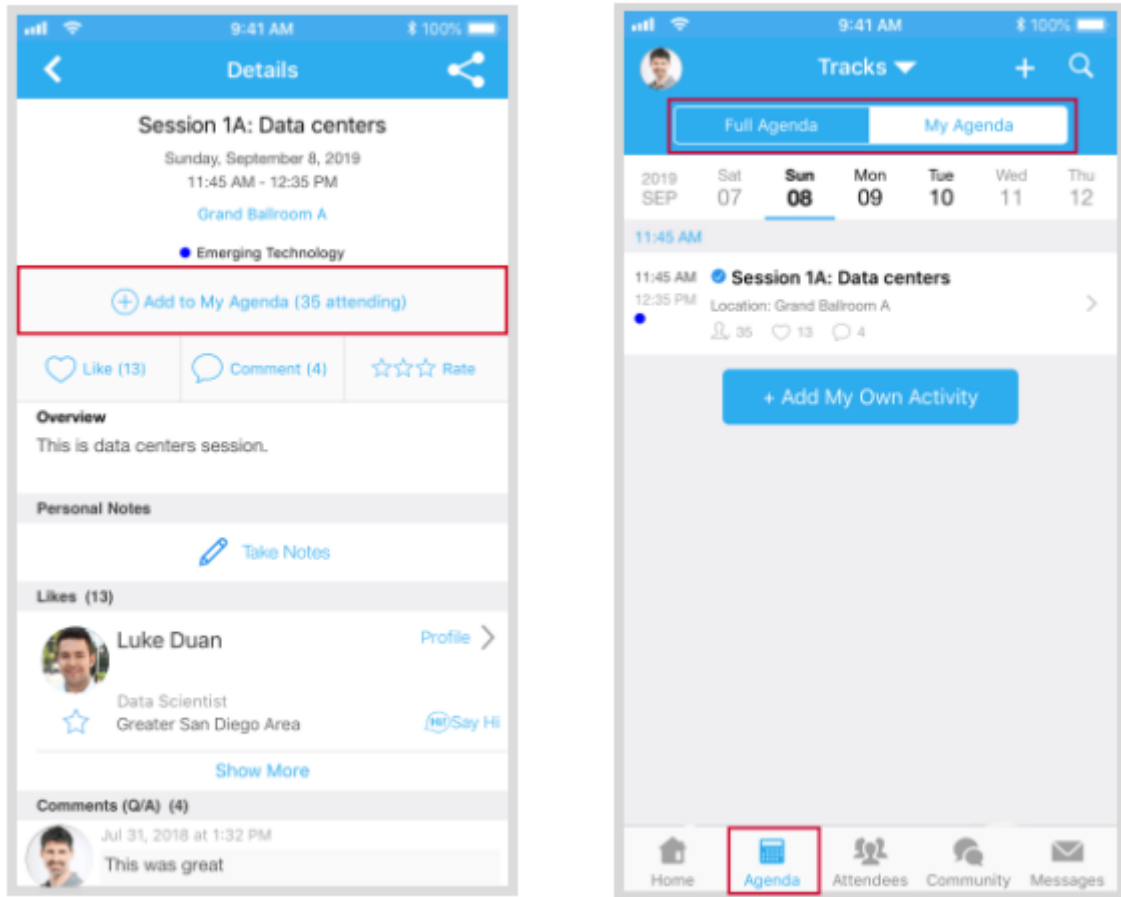 9:41 AM
100%
Details
Session 1A: Data centers
Sunday, September 8, 2019
11:45 AM - 12:35 PM
Grand Ballroom A
Emerging Technology
Add to My Agenda (35 attending)
Like (13)
Comment (4)
Rate
Overview
This is data centers session.
Personal Notes
Take Notes
Likes (13)
Luke Duan
Profile
Data Scientist
Greater San Diego Area
Hi! Say Hi
Show More
Comments (Q/A) (4)
Jul 31, 2018 at 1:32 PM
This was great
9:41 AM
100%
Tracks
+
Full Agenda
My Agenda
2019 Sat Sun Mon Tue Wed Thu
SEP 07 08 09 10 11 12
11:45 AM
11:45 AM Session 1A: Data centers
12:35 PM Location: Grand Ballroom A
35 13 4
+ Add My Own Activity
Home Agenda Attendees Community Messages